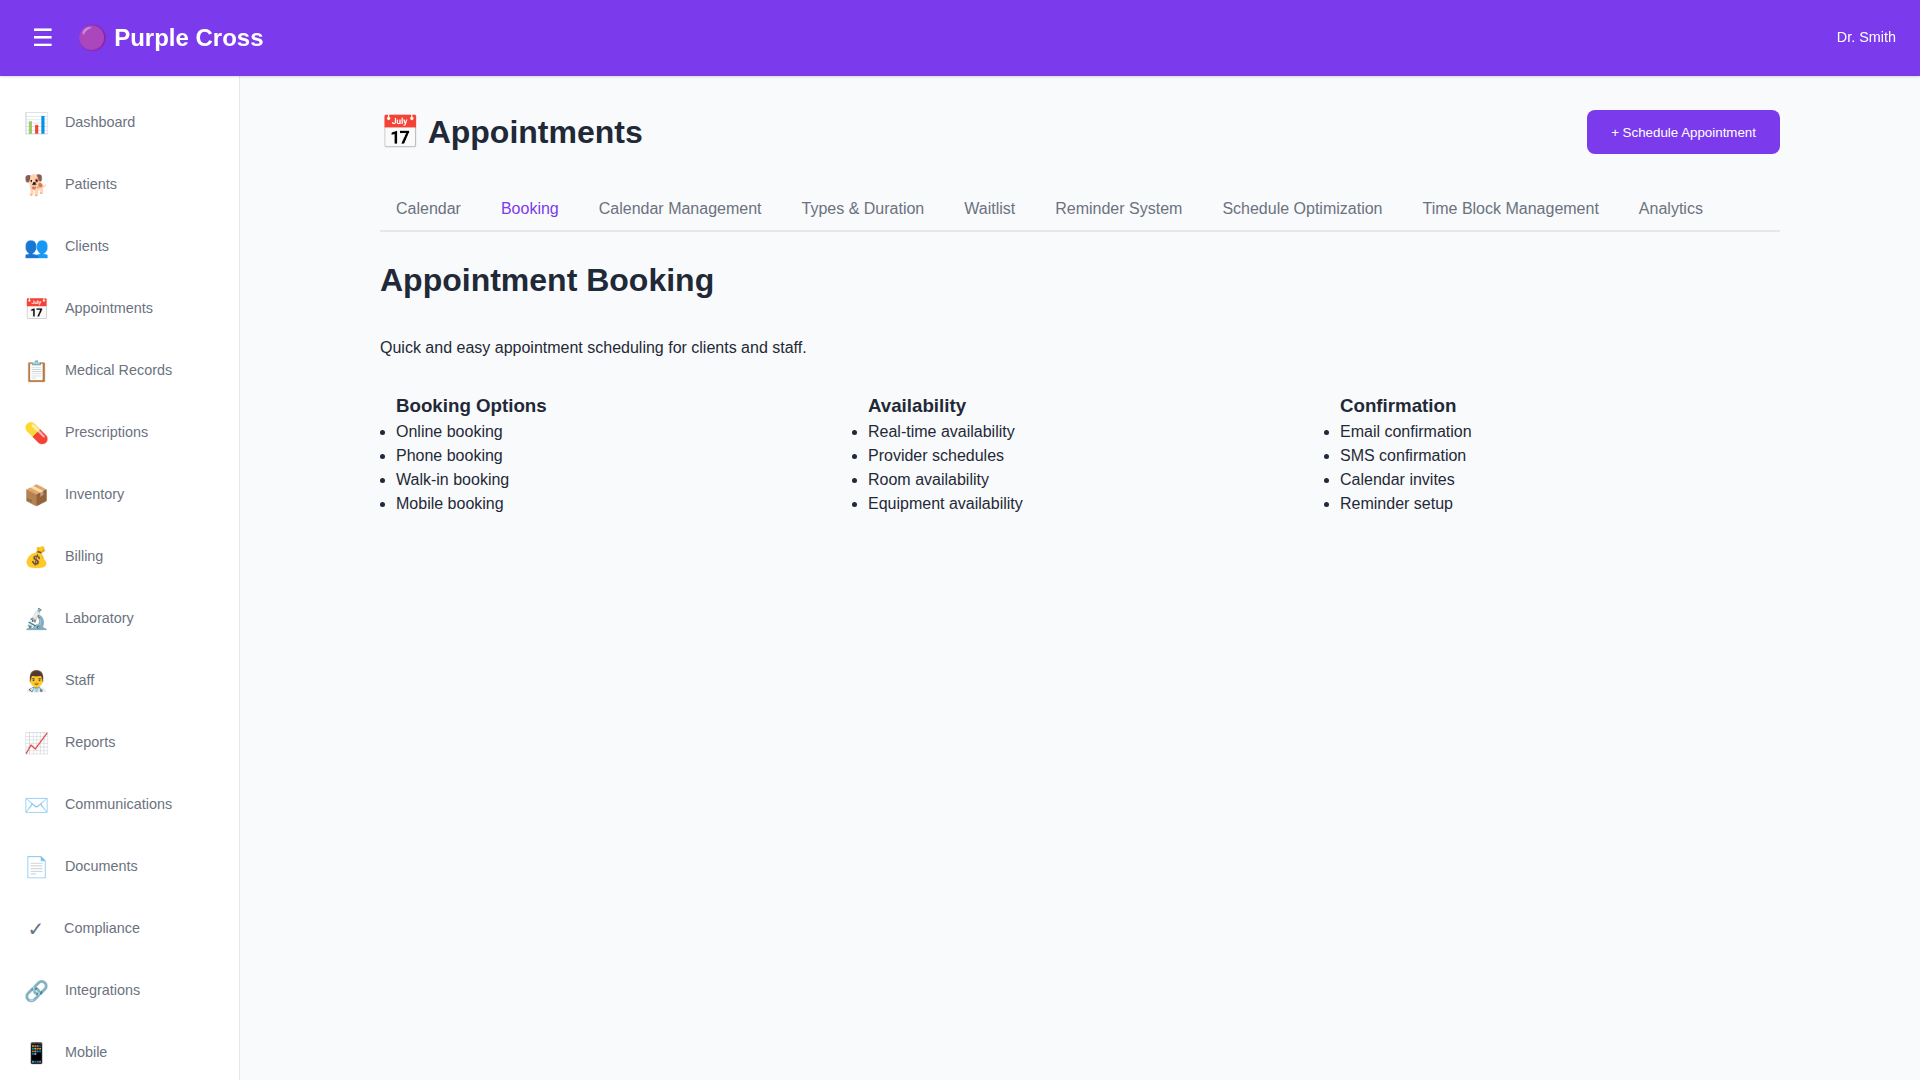 ☰ 🟣 Purple Cross
Dr. Smith
📊 Dashboard
🐕 Patients
👥 Clients
📅 Appointments
📋 Medical Records
💊 Prescriptions
📦 Inventory
💰 Billing
🔬 Laboratory
👨‍⚕️ Staff
📈 Reports
✉️ Communications
📄 Documents
✓ Compliance
🔗 Integrations
📱 Mobile
📅 Appointments
+ Schedule Appointment
Calendar
Booking
Calendar Management
Types & Duration
Waitlist
Reminder System
Schedule Optimization
Time Block Management
Analytics
Appointment Booking
Quick and easy appointment scheduling for clients and staff.
Booking Options
• Online booking
• Phone booking
• Walk-in booking
• Mobile booking
Availability
• Real-time availability
• Provider schedules
• Room availability
• Equipment availability
Confirmation
• Email confirmation
• SMS confirmation
• Calendar invites
• Reminder setup